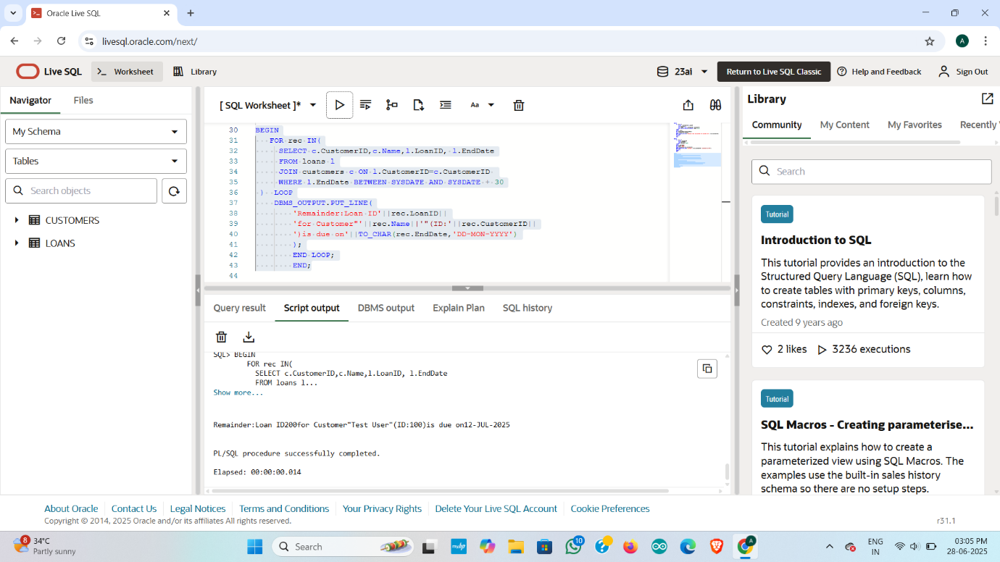 Oracle Live SQL
livesql.oracle.com/next/
A
Live SQL
Worksheet
Library
23ai
Return to Live SQL Classic
Help and Feedback
Sign Out
Navigator
Files
My Schema
Tables
Search objects
CUSTOMERS
LOANS
[ SQL Worksheet ]*
Aa
30 BEGIN
31 FOR rec IN(
32 SELECT c.CustomerID,c.Name,l.LoanID, l.EndDate
33 FROM loans l
34 JOIN customers c ON l.CustomerID=c.CustomerID
35 WHERE l.EndDate BETWEEN SYSDATE AND SYSDATE + 30
36 ) LOOP
37 DBMS_OUTPUT.PUT_LINE(
38 'Remainder:Loan ID'||rec.LoanID||
39 'for Customer"'||rec.Name||'"(ID:'||rec.CustomerID||
40 ')is due on'||TO_CHAR(rec.EndDate,'DD-MON-YYYY')
41 );
42 END LOOP;
43 END;
44
Query result
Script output
DBMS output
Explain Plan
SQL history
SQL> BEGIN
FOR rec IN(
SELECT c.CustomerID,c.Name,l.LoanID, l.EndDate
FROM loans l...
Show more...
Remainder:Loan ID200for Customer"Test User"(ID:100)is due on12-JUL-2025
PL/SQL procedure successfully completed.
Elapsed: 00:00:00.014
Library
Community
My Content
My Favorites
Recently
Search
Tutorial
Introduction to SQL
This tutorial provides an introduction to the
Structured Query Language (SQL), learn how
to create tables with primary keys, columns,
constraints, indexes, and foreign keys.
Created 9 years ago
2 likes
3236 executions
Tutorial
SQL Macros - Creating parameterise...
This tutorial explains how to create a
parameterized view using SQL Macros. The
examples use the built-in sales history
schema so there are no setup steps.
About Oracle
Contact Us
Legal Notices
Terms and Conditions
Your Privacy Rights
Delete Your Live SQL Account
Cookie Preferences
Copyright © 2014, 2025 Oracle and/or its affiliates All rights reserved.
r31.1
8
34°C
Partly sunny
Search
myhp
10
A
ENG
IN
03:05 PM
28-06-2025